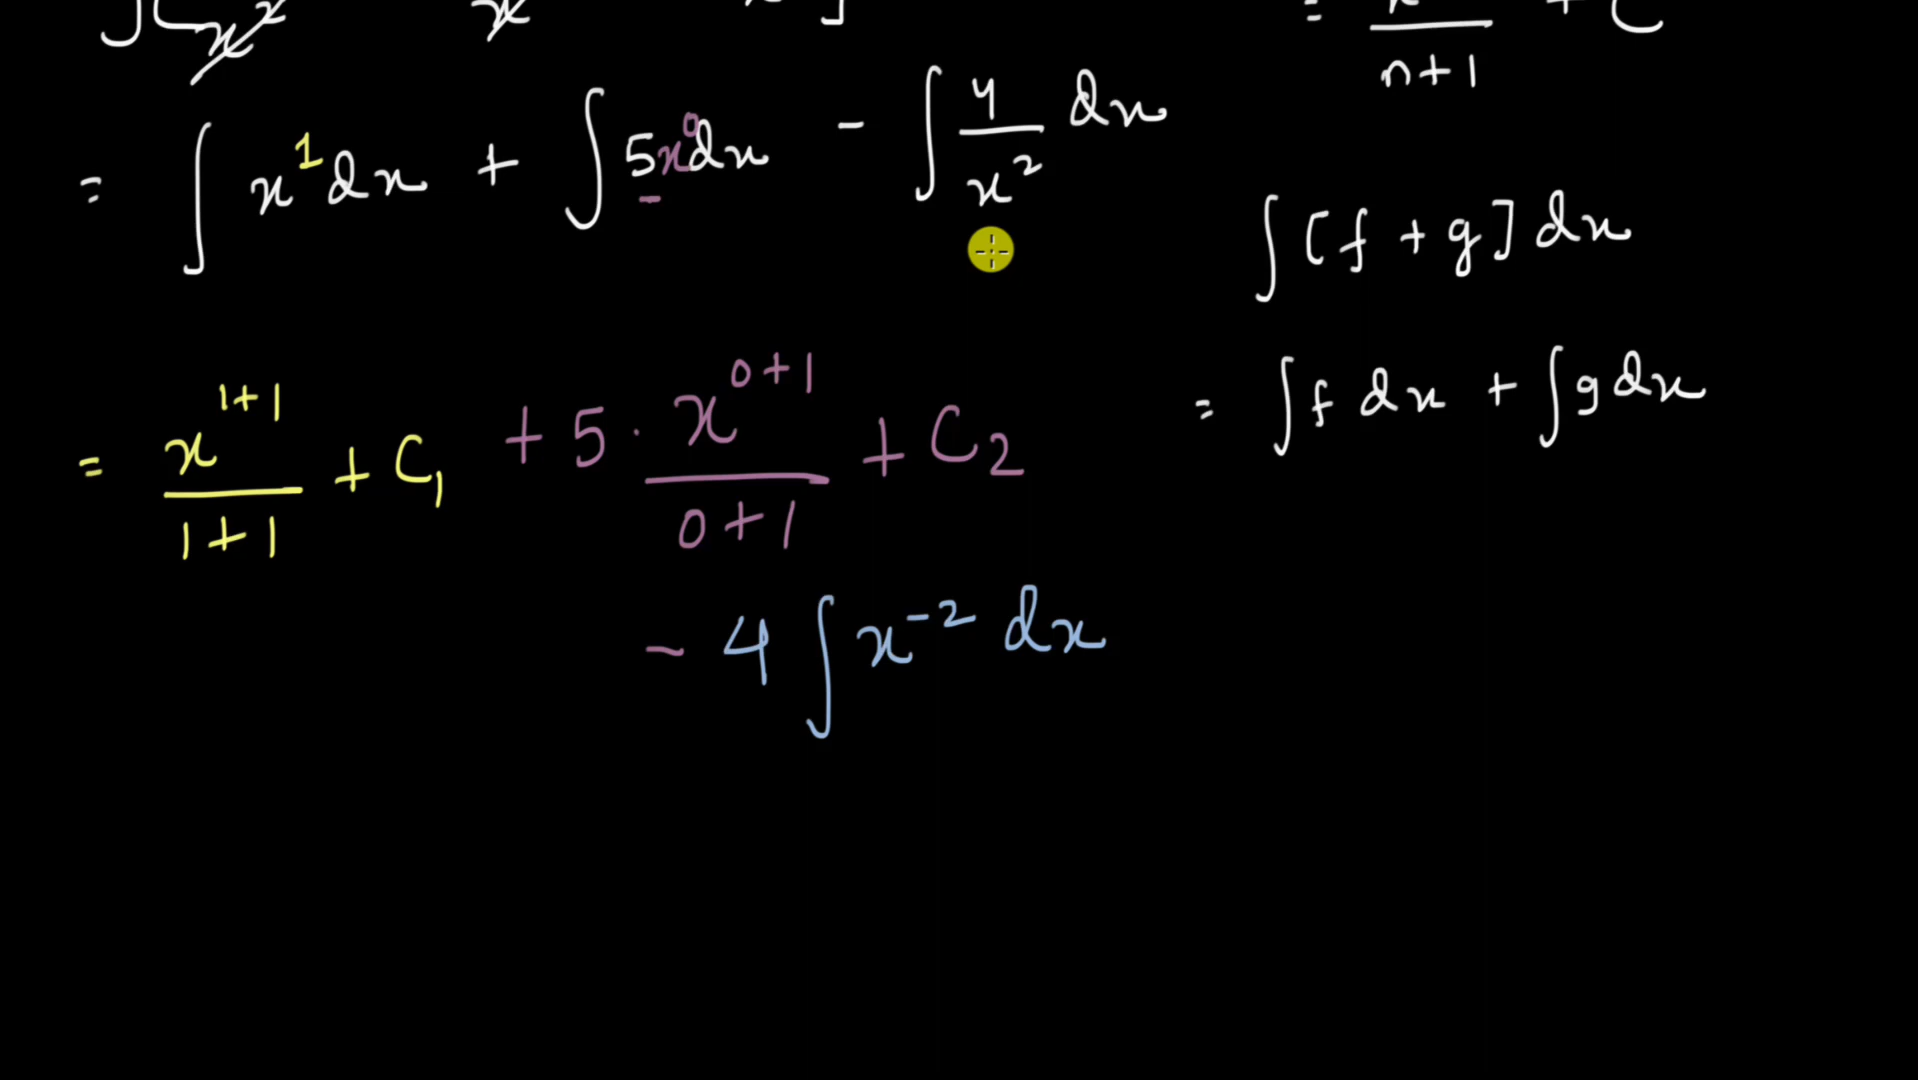 = ∫ x¹ dx + ∫ 5x⁰ dx - ∫ 4/x² dx
= x^(1+1)/(1+1) + C₁ + 5 · x^(0+1)/(0+1) + C₂
- 4 ∫ x⁻² dx
n+1
∫ [f + g] dx
= ∫ f dx + ∫ g dx